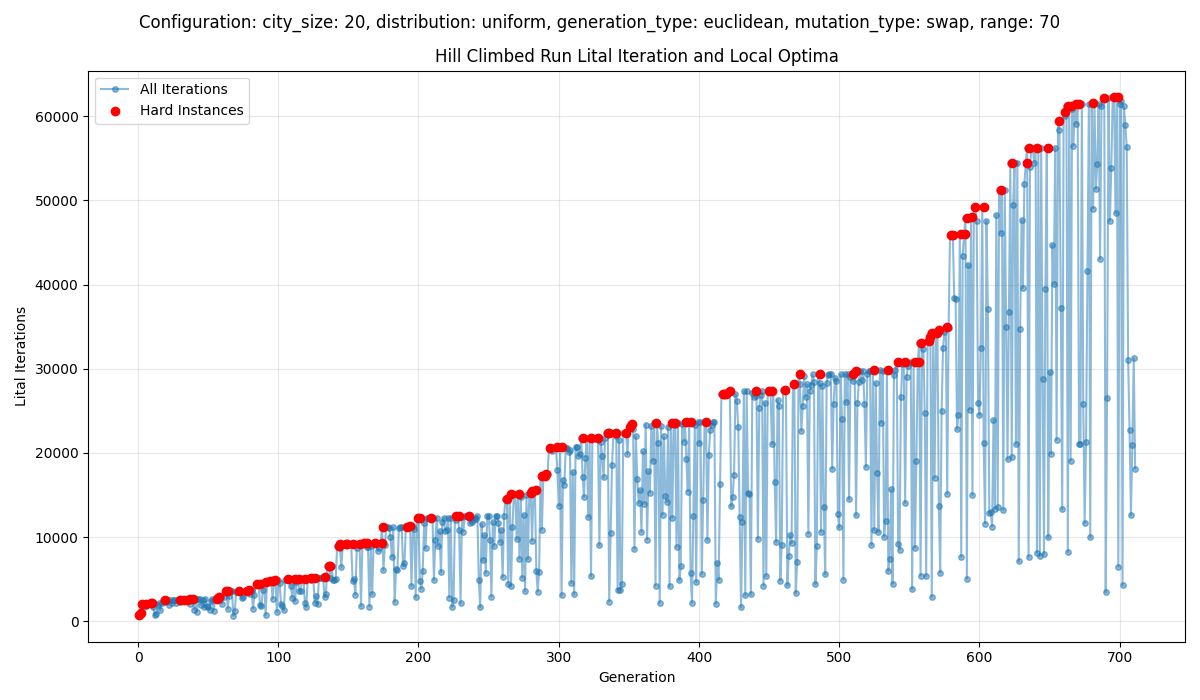 Configuration: city_size: 20, distribution: uniform, generation_type: euclidean, mutation_type: swap, range: 70
Hill Climbed Run Lital Iteration and Local Optima
All Iterations
Hard Instances
60000
50000
40000
30000
20000
10000
0
Lital Iterations
0 100 200 300 400 500 600 700
Generation